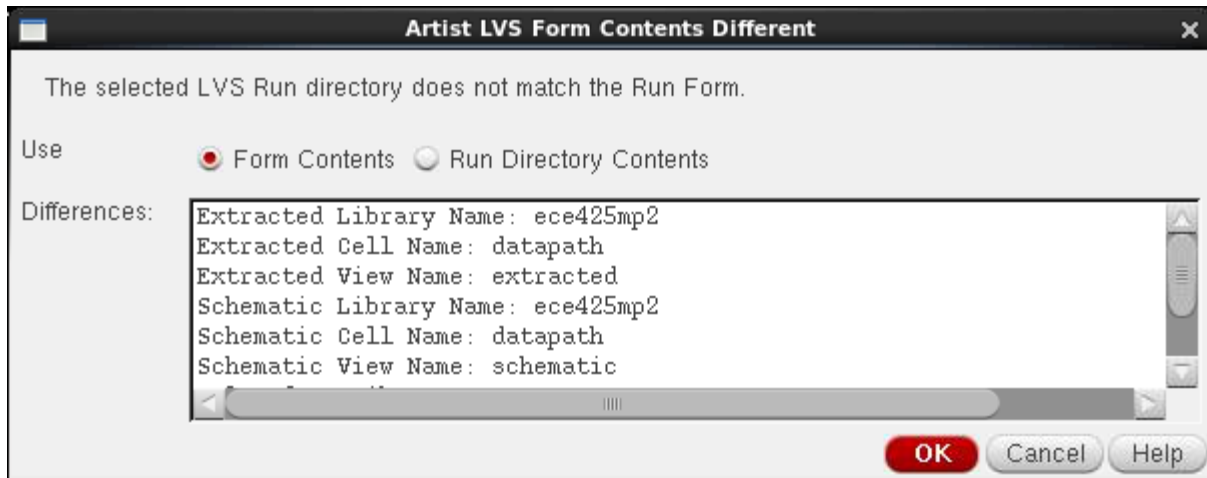 Artist LVS Form Contents Different
The selected LVS Run directory does not match the Run Form.
Use
Form Contents Run Directory Contents
Differences:
Extracted Library Name: ece425mp2
Extracted Cell Name: datapath
Extracted View Name: extracted
Schematic Library Name: ece425mp2
Schematic Cell Name: datapath
Schematic View Name: schematic
OK Cancel Help